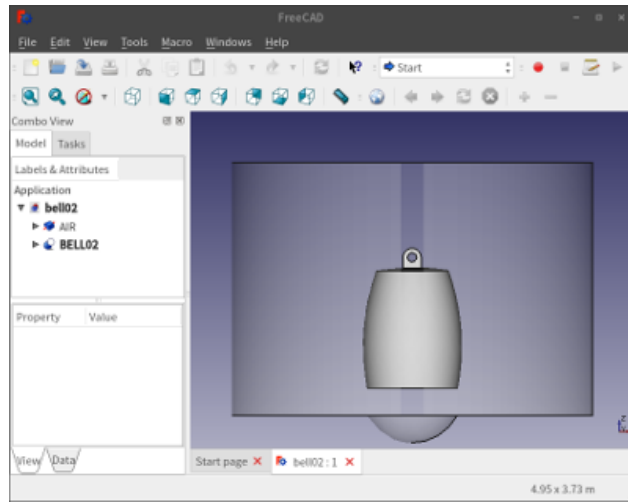 FreeCAD
File Edit View Tools Macro Windows Help
Start
Combo View
Model Tasks
Labels & Attributes
Application
bell02
AIR
BELL02
Property Value
View Data
Start page bell02 : 1
4.95 x 3.73 m